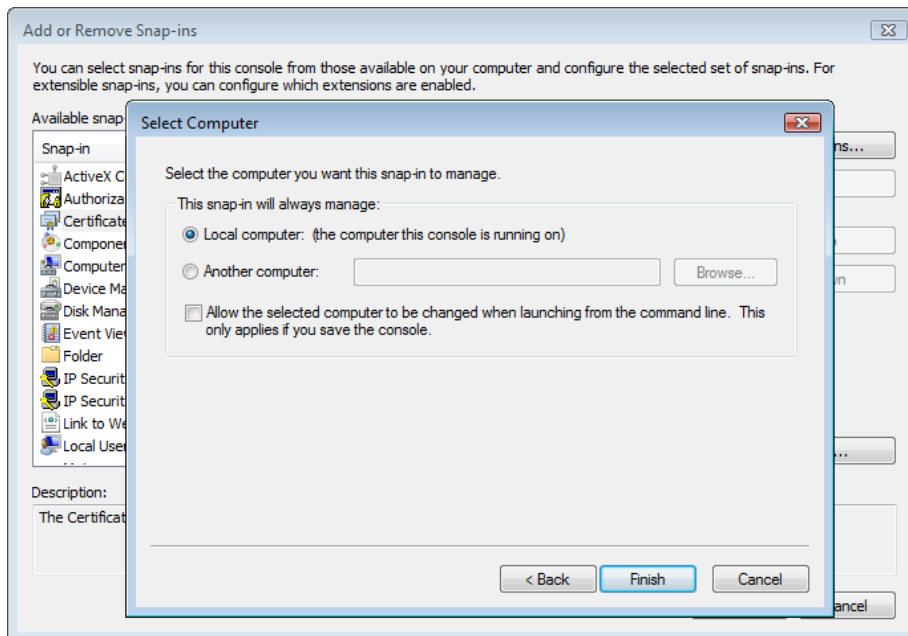 Add or Remove Snap-ins
You can select snap-ins for this console from those available on your computer and configure the selected set of snap-ins. For
extensible snap-ins, you can configure which extensions are enabled.
Available snap-
Snap-in
ActiveX C
Authoriza
Certificate
Componen
Computer
Device Ma
Disk Mana
Event Vie
Folder
IP Securit
IP Securit
Link to We
Local User
Description:
The Certificat
Select Computer
Select the computer you want this snap-in to manage.
This snap-in will always manage:
Local computer: (the computer this console is running on)
Another computer:
Browse...
Allow the selected computer to be changed when launching from the command line. This
only applies if you save the console.
< Back
Finish
Cancel
ns...
wn
...
ancel